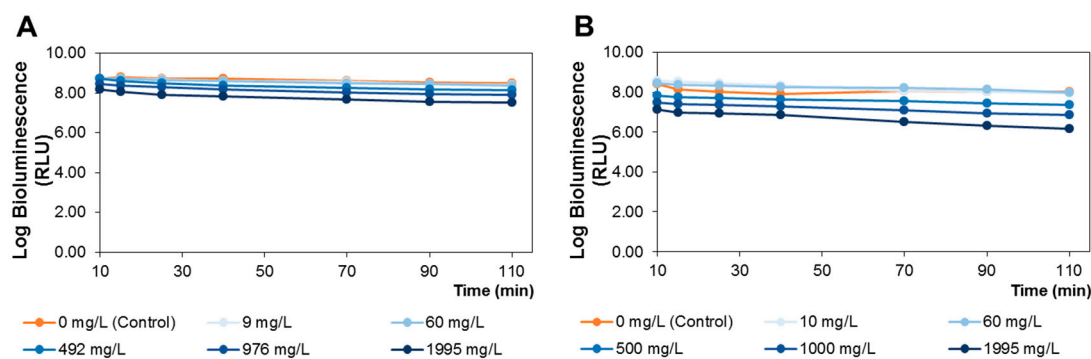 A
Log Bioluminescence
(RLU)
10.00
8.00
6.00
4.00
2.00
0.00
10 30 50 70 90 110
Time (min)
0 mg/L (Control) 9 mg/L 60 mg/L
492 mg/L 976 mg/L 1995 mg/L
B
Log Bioluminescence
(RLU)
10.00
8.00
6.00
4.00
2.00
0.00
10 30 50 70 90 110
Time (min)
0 mg/L (Control) 10 mg/L 60 mg/L
500 mg/L 1000 mg/L 1995 mg/L